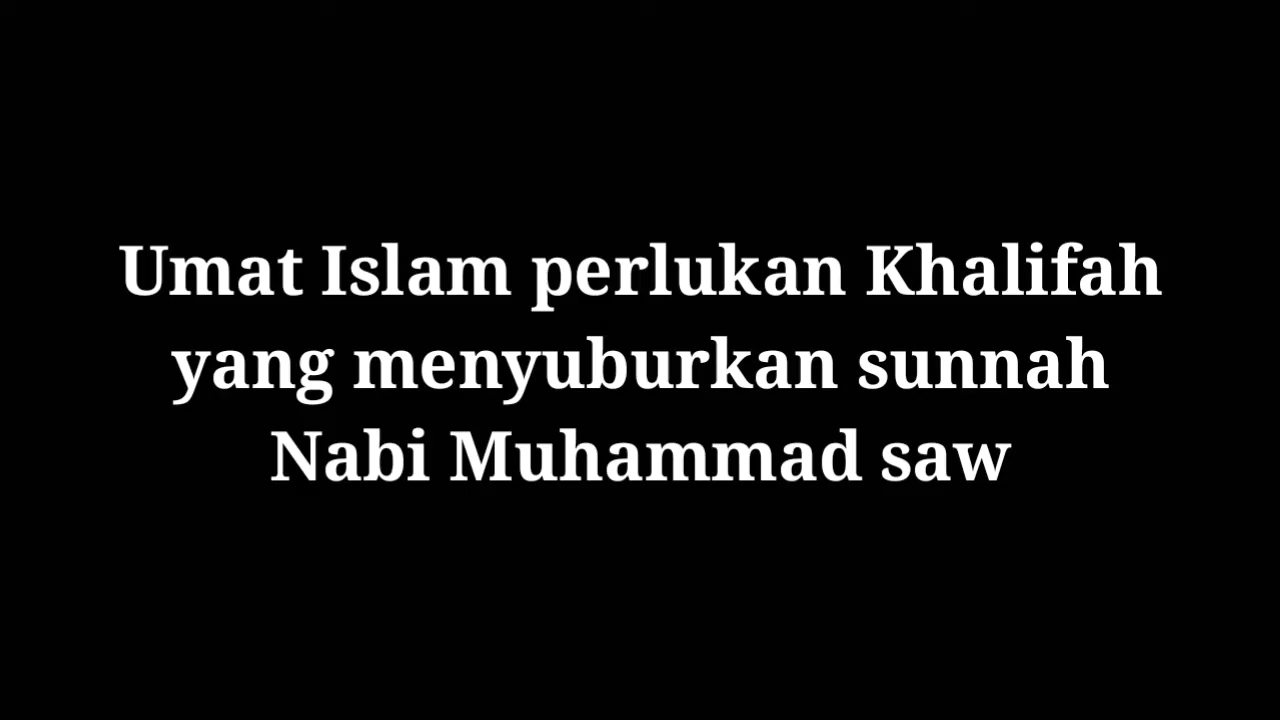 Umat Islam perlukan Khalifah
yang menyuburkan sunnah
Nabi Muhammad saw